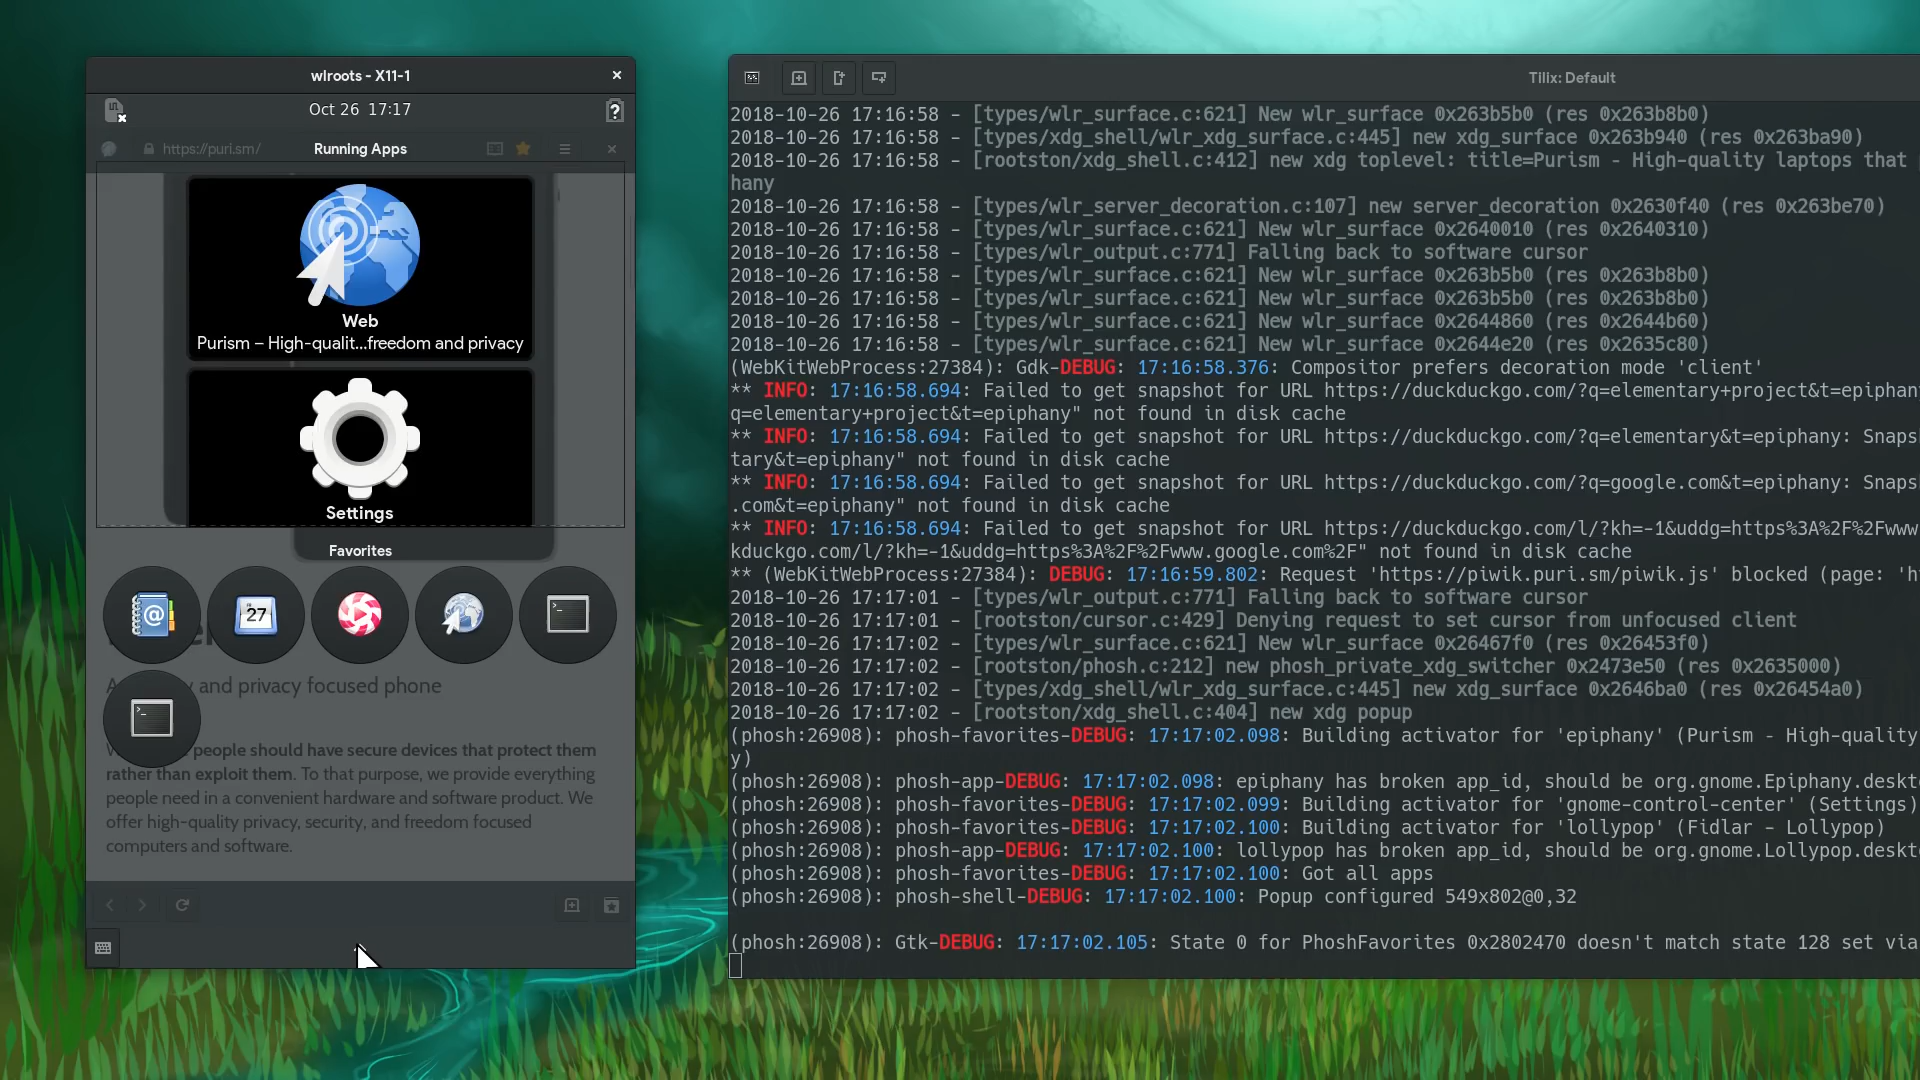 wlroots - X11-1
Oct 26 17:17
https://puri.sm/
Running Apps
Web
Purism – High-qualit...freedom and privacy
Settings
Favorites
27
y and privacy focused phone
people should have secure devices that protect them
rather than exploit them. To that purpose, we provide everything
people need in a convenient hardware and software product. We
offer high-quality privacy, security, and freedom focused
computers and software.
Tilix: Default
2018-10-26 17:16:58 - [types/wlr_surface.c:621] New wlr_surface 0x263b5b0 (res 0x263b8b0)
2018-10-26 17:16:58 - [types/xdg_shell/wlr_xdg_surface.c:445] new xdg_surface 0x263b940 (res 0x263ba90)
2018-10-26 17:16:58 - [rootston/xdg_shell.c:412] new xdg toplevel: title=Purism - High-quality laptops that
hany
2018-10-26 17:16:58 - [types/wlr_server_decoration.c:107] new server_decoration 0x2630f40 (res 0x263be70)
2018-10-26 17:16:58 - [types/wlr_surface.c:621] New wlr_surface 0x2640010 (res 0x2640310)
2018-10-26 17:16:58 - [types/wlr_output.c:771] Falling back to software cursor
2018-10-26 17:16:58 - [types/wlr_surface.c:621] New wlr_surface 0x263b5b0 (res 0x263b8b0)
2018-10-26 17:16:58 - [types/wlr_surface.c:621] New wlr_surface 0x263b5b0 (res 0x263b8b0)
2018-10-26 17:16:58 - [types/wlr_surface.c:621] New wlr_surface 0x2644860 (res 0x2644b60)
2018-10-26 17:16:58 - [types/wlr_surface.c:621] New wlr_surface 0x2644e20 (res 0x2635c80)
(WebKitWebProcess:27384): Gdk-DEBUG: 17:16:58.376: Compositor prefers decoration mode 'client'
** INFO: 17:16:58.694: Failed to get snapshot for URL https://duckduckgo.com/?q=elementary+project&t=epiphany
q=elementary+project&t=epiphany" not found in disk cache
** INFO: 17:16:58.694: Failed to get snapshot for URL https://duckduckgo.com/?q=elementary&t=epiphany: Snaps
tary&t=epiphany" not found in disk cache
** INFO: 17:16:58.694: Failed to get snapshot for URL https://duckduckgo.com/?q=google.com&t=epiphany: Snaps
.com&t=epiphany" not found in disk cache
** INFO: 17:16:58.694: Failed to get snapshot for URL https://duckduckgo.com/l/?kh=-1&uddg=https%3A%2F%2Fwww
kduckgo.com/l/?kh=-1&uddg=https%3A%2F%2Fwww.google.com%2F" not found in disk cache
** (WebKitWebProcess:27384): DEBUG: 17:16:59.802: Request 'https://piwik.puri.sm/piwik.js' blocked (page: 'h
2018-10-26 17:17:01 - [types/wlr_output.c:771] Falling back to software cursor
2018-10-26 17:17:01 - [rootston/cursor.c:429] Denying request to set cursor from unfocused client
2018-10-26 17:17:02 - [types/wlr_surface.c:621] New wlr_surface 0x26467f0 (res 0x26453f0)
2018-10-26 17:17:02 - [rootston/phosh.c:212] new phosh_private_xdg_switcher 0x2473e50 (res 0x2635000)
2018-10-26 17:17:02 - [types/xdg_shell/wlr_xdg_surface.c:445] new xdg_surface 0x2646ba0 (res 0x26454a0)
2018-10-26 17:17:02 - [rootston/xdg_shell.c:404] new xdg popup
(phosh:26908): phosh-favorites-DEBUG: 17:17:02.098: Building activator for 'epiphany' (Purism - High-quality
y)
(phosh:26908): phosh-app-DEBUG: 17:17:02.098: epiphany has broken app_id, should be org.gnome.Epiphany.deskt
(phosh:26908): phosh-favorites-DEBUG: 17:17:02.099: Building activator for 'gnome-control-center' (Settings)
(phosh:26908): phosh-favorites-DEBUG: 17:17:02.100: Building activator for 'lollypop' (Fidlar - Lollypop)
(phosh:26908): phosh-app-DEBUG: 17:17:02.100: lollypop has broken app_id, should be org.gnome.Lollypop.deskt
(phosh:26908): phosh-favorites-DEBUG: 17:17:02.100: Got all apps
(phosh:26908): phosh-shell-DEBUG: 17:17:02.100: Popup configured 549x802@0,32
(phosh:26908): Gtk-DEBUG: 17:17:02.105: State 0 for PhoshFavorites 0x2802470 doesn't match state 128 set via